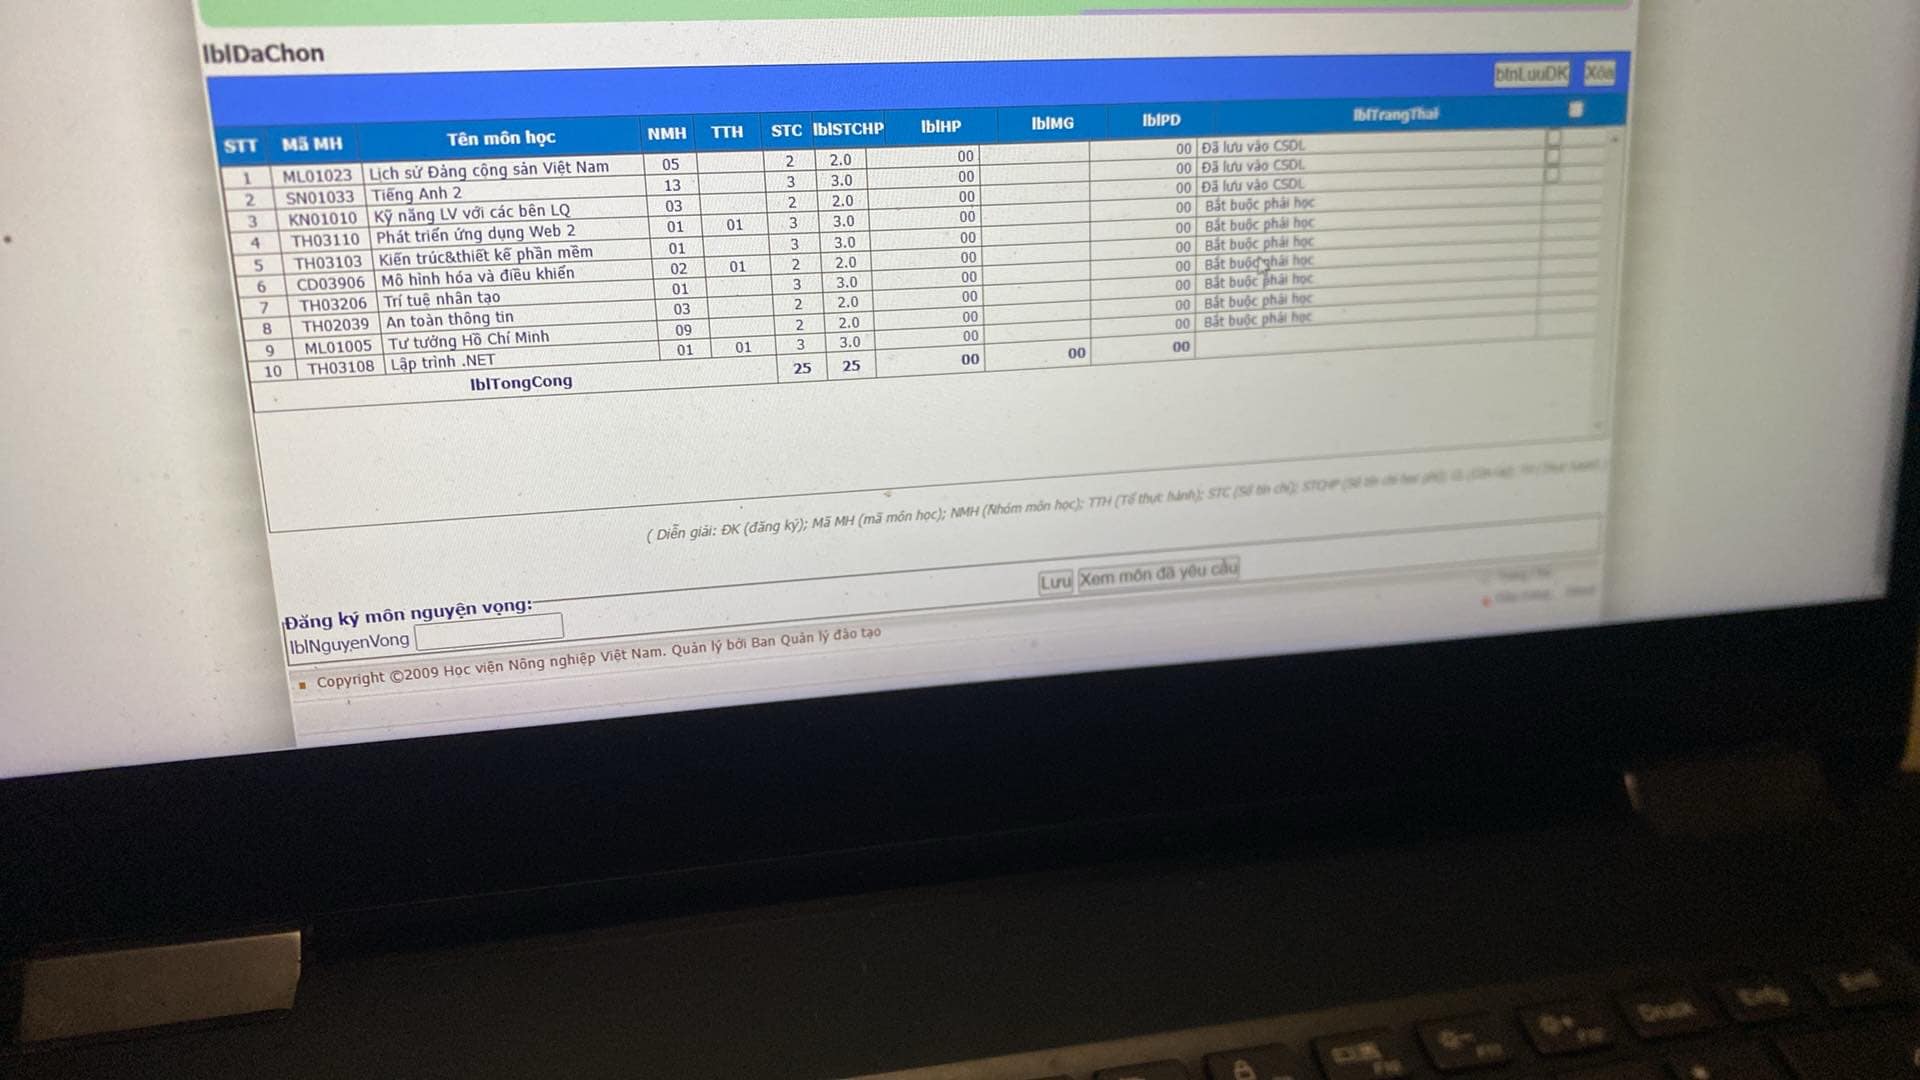 lblDaChon
btnLuuDK Xóa
STT Mã MH Tên môn học NMH TTH STC lblSTCHP lblHP lblMG lblPD lblTrangThai
1 ML01023 Lịch sử Đảng cộng sản Việt Nam 05 2 2.0 00 00 Đã lưu vào CSDL
2 SN01033 Tiếng Anh 2 13 3 3.0 00 00 Đã lưu vào CSDL
3 KN01010 Kỹ năng LV với các bên LQ 03 2 2.0 00 00 Đã lưu vào CSDL
4 TH03110 Phát triển ứng dụng Web 2 01 01 3 3.0 00 00 Bắt buộc phải học
5 TH03103 Kiến trúc&thiết kế phần mềm 01 3 3.0 00 00 Bắt buộc phải học
6 CD03906 Mô hình hóa và điều khiển 02 01 2 2.0 00 00 Bắt buộc phải học
7 TH03206 Trí tuệ nhân tạo 01 3 3.0 00 00 Bắt buộc phải học
8 TH02039 An toàn thông tin 03 2 2.0 00 00 Bắt buộc phải học
9 ML01005 Tư tưởng Hồ Chí Minh 09 2 2.0 00 00 Bắt buộc phải học
10 TH03108 Lập trình .NET 01 01 3 3.0 00 00 Bắt buộc phải học
lblTongCong 25 25 00 00 00
( Diễn giải: ĐK (đăng ký); Mã MH (mã môn học); NMH (Nhóm môn học); TTH (Tổ thực hành); STC (Số tín chỉ); STCHP (Số tín chỉ học phí);
Đăng ký môn nguyện vọng:
lblNguyenVong Lưu Xem môn đã yêu cầu
Copyright ©2009 Học viện Nông nghiệp Việt Nam. Quản lý bởi Ban Quản lý đào tạo
Druck Einfg Entf